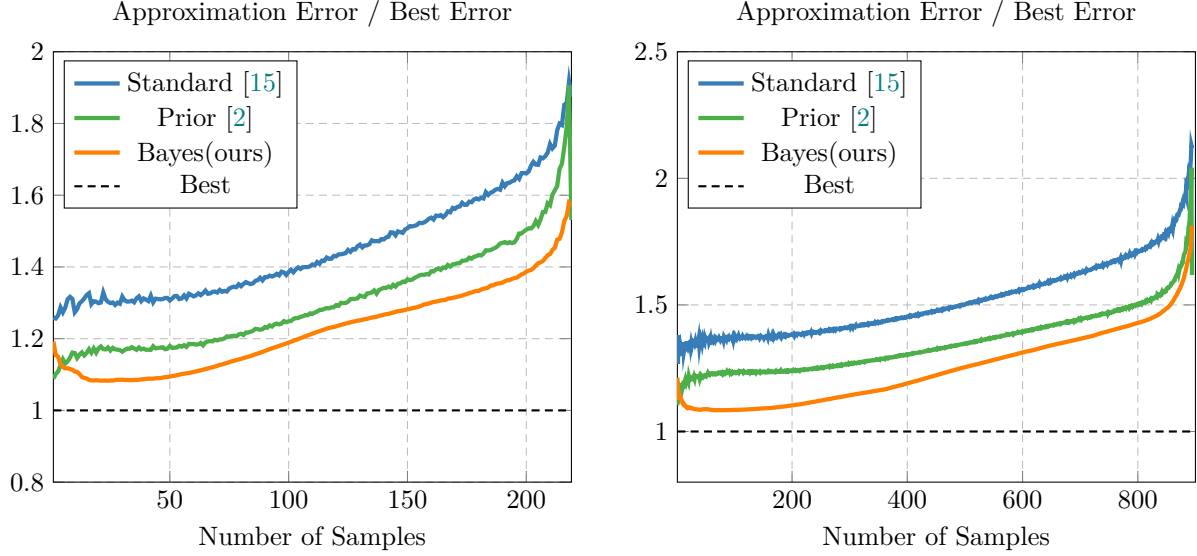 Approximation Error / Best Error
2
1.8
1.6
1.4
1.2
1
0.8
Standard [15]
Prior [2]
Bayes(ours)
Best
50
100
150
200
Number of Samples
Approximation Error / Best Error
2.5
2
1.5
1
Standard [15]
Prior [2]
Bayes(ours)
Best
200
400
600
800
Number of Samples